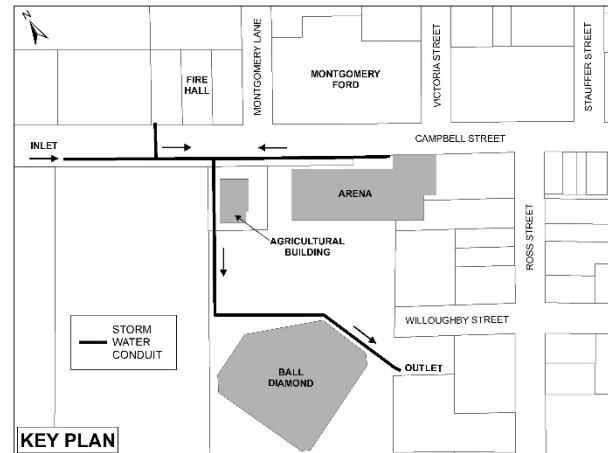 N
MONTGOMERY LANE
VICTORIA STREET
STAUFFER STREET
FIRE
HALL
MONTGOMERY
FORD
INLET
CAMPBELL STREET
ARENA
AGRICULTURAL
BUILDING
ROSS STREET
WILLOUGHBY STREET
STORM
WATER
CONDUIT
BALL
DIAMOND
OUTLET
KEY PLAN